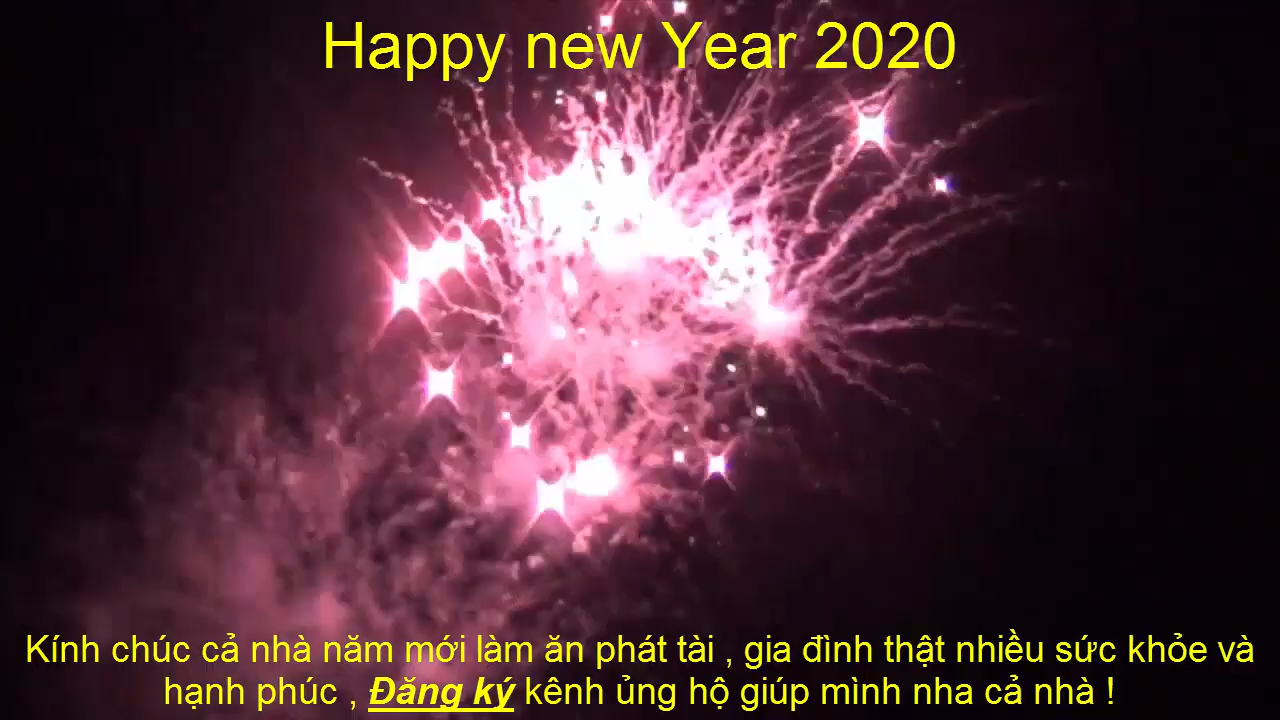 Happy new Year 2020
Kính chúc cả nhà năm mới làm ăn phát tài , gia đình thật nhiều sức khỏe và
hạnh phúc , Đăng ký kênh ủng hộ giúp mình nha cả nhà !